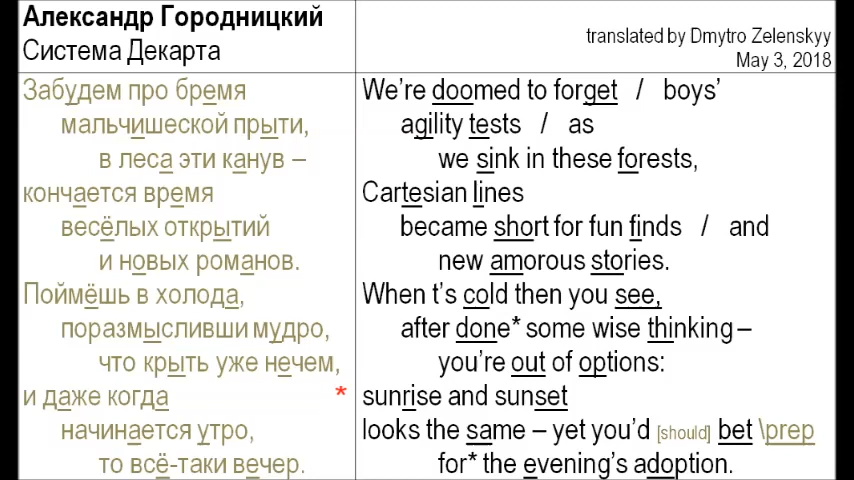 Александр Городницкий
Система Декарта
translated by Dmytro Zelenskyy
May 3, 2018
Забудем про бремя
мальчишеской прыти,
в леса эти канув –
кончается время
весёлых открытий
и новых романов.
Поймёшь в холода,
поразмысливши мудро,
что крыть уже нечем,
и даже когда *
начинается утро,
то всё-таки вечер.
We're doomed to forget / boys'
agility tests / as
we sink in these forests,
Cartesian lines
became short for fun finds / and
new amorous stories.
When t's cold then you see,
after done* some wise thinking –
you're out of options:
sunrise and sunset
looks the same – yet you'd [should] bet \prep
for* the evening's adoption.